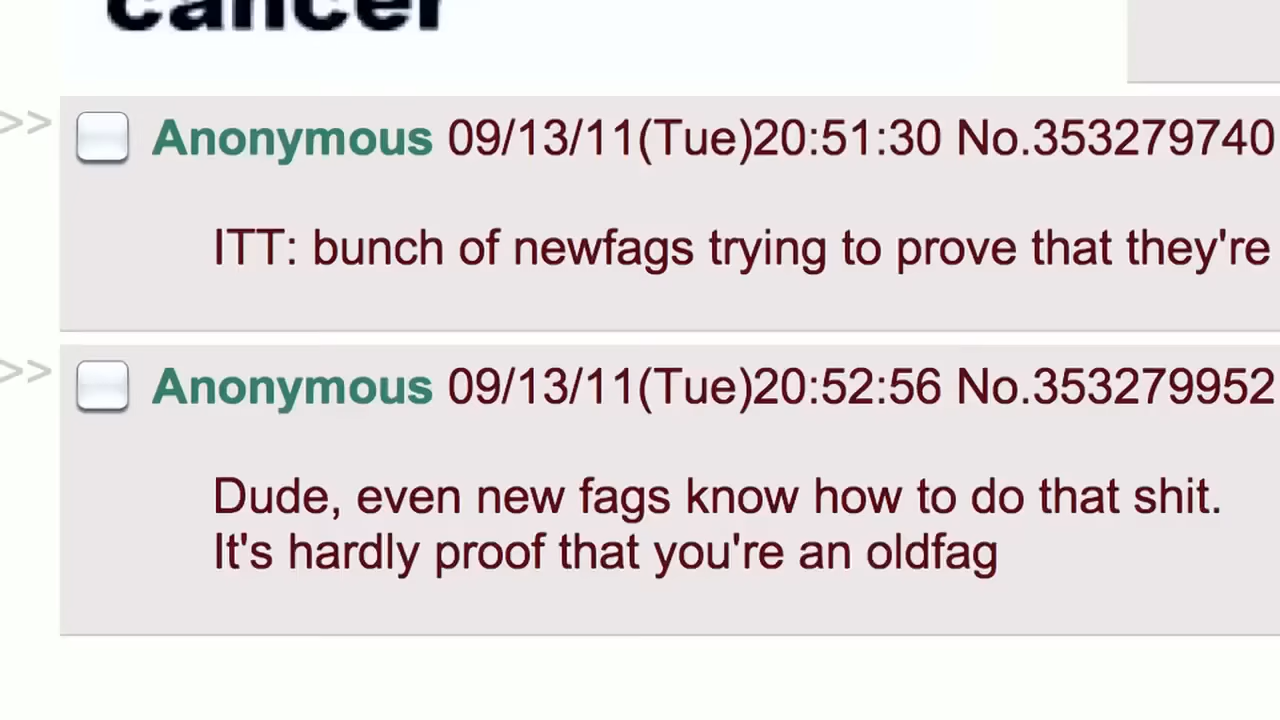 cancer
>> Anonymous 09/13/11(Tue)20:51:30 No.353279740
ITT: bunch of newfags trying to prove that they're
>> Anonymous 09/13/11(Tue)20:52:56 No.353279952
Dude, even new fags know how to do that shit.
It's hardly proof that you're an oldfag